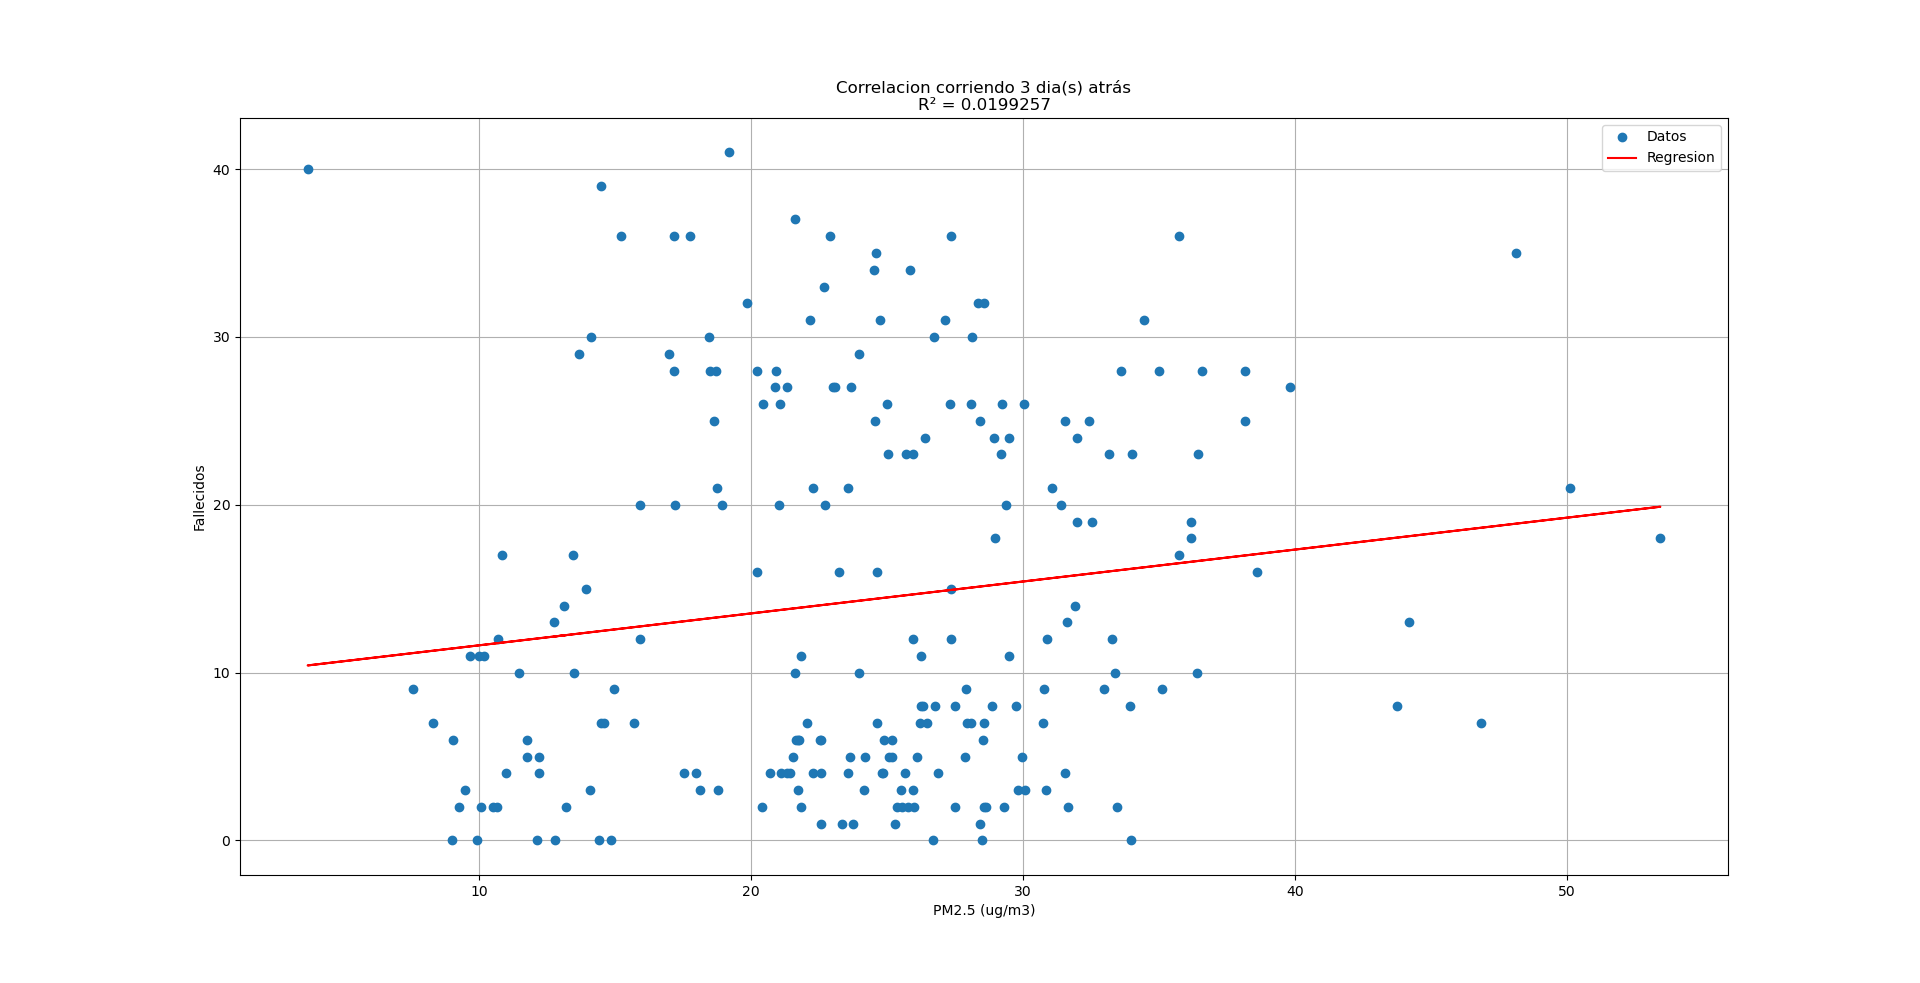 Correlacion corriendo 3 dia(s) atrás
R² = 0.0199257
Datos
Regresion
40
30
20
10
0
Fallecidos
10
20
30
40
50
PM2.5 (ug/m3)